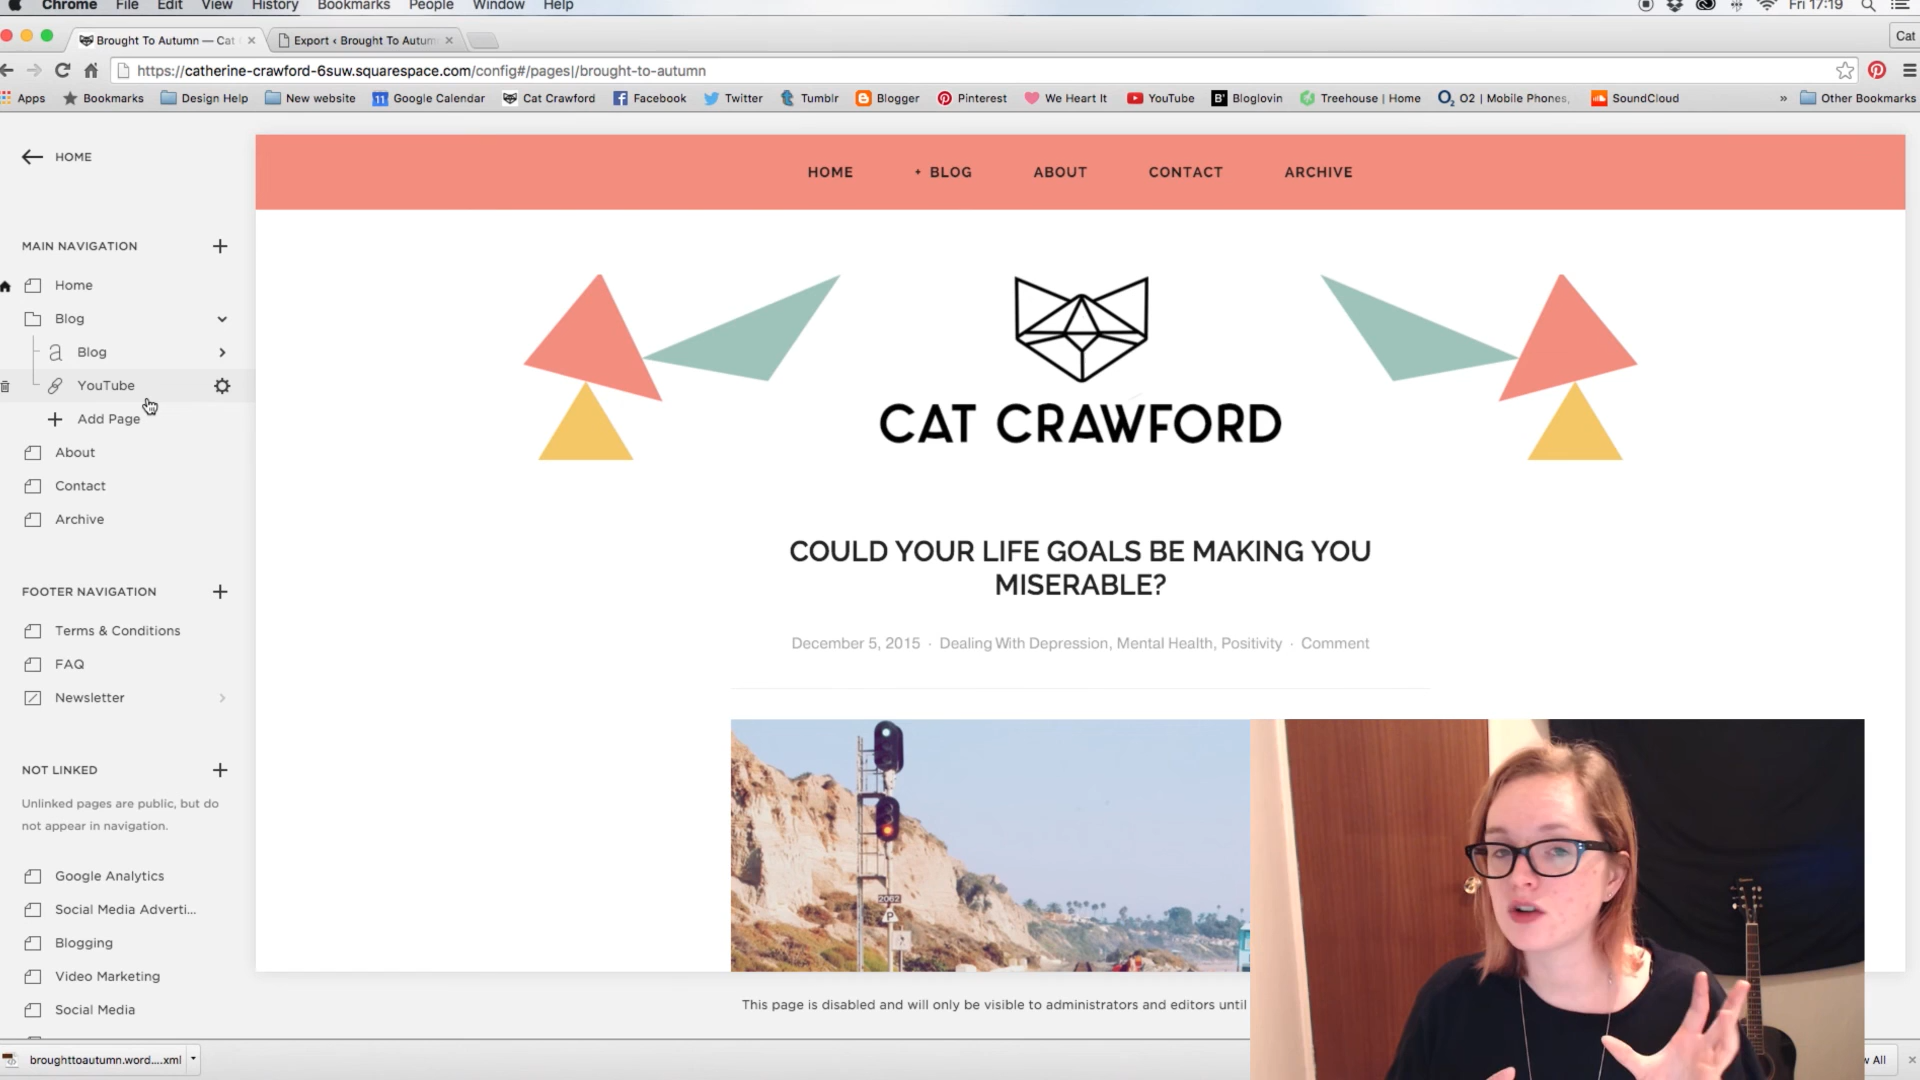 Chrome File Edit View History Bookmarks People Window Help Fri 17:19
Brought To Autumn — Cat Export ‹ Brought To Autum Cat
https://catherine-crawford-6suw.squarespace.com/config#/pages|/brought-to-autumn
Apps Bookmarks Design Help New website Google Calendar Cat Crawford Facebook Twitter Tumblr Blogger Pinterest We Heart It YouTube Bloglovin Treehouse | Home O2 | Mobile Phones, SoundCloud » Other Bookmarks
HOME
MAIN NAVIGATION
Home
Blog
Blog
YouTube
Add Page
About
Contact
Archive
FOOTER NAVIGATION
Terms & Conditions
FAQ
Newsletter
NOT LINKED
Unlinked pages are public, but do
not appear in navigation.
Google Analytics
Social Media Adverti...
Blogging
Video Marketing
Social Media
HOME + BLOG ABOUT CONTACT ARCHIVE
CAT CRAWFORD
COULD YOUR LIFE GOALS BE MAKING YOU
MISERABLE?
December 5, 2015 · Dealing With Depression, Mental Health, Positivity · Comment
2062
P
This page is disabled and will only be visible to administrators and editors until
broughttoautumn.word....xml
All